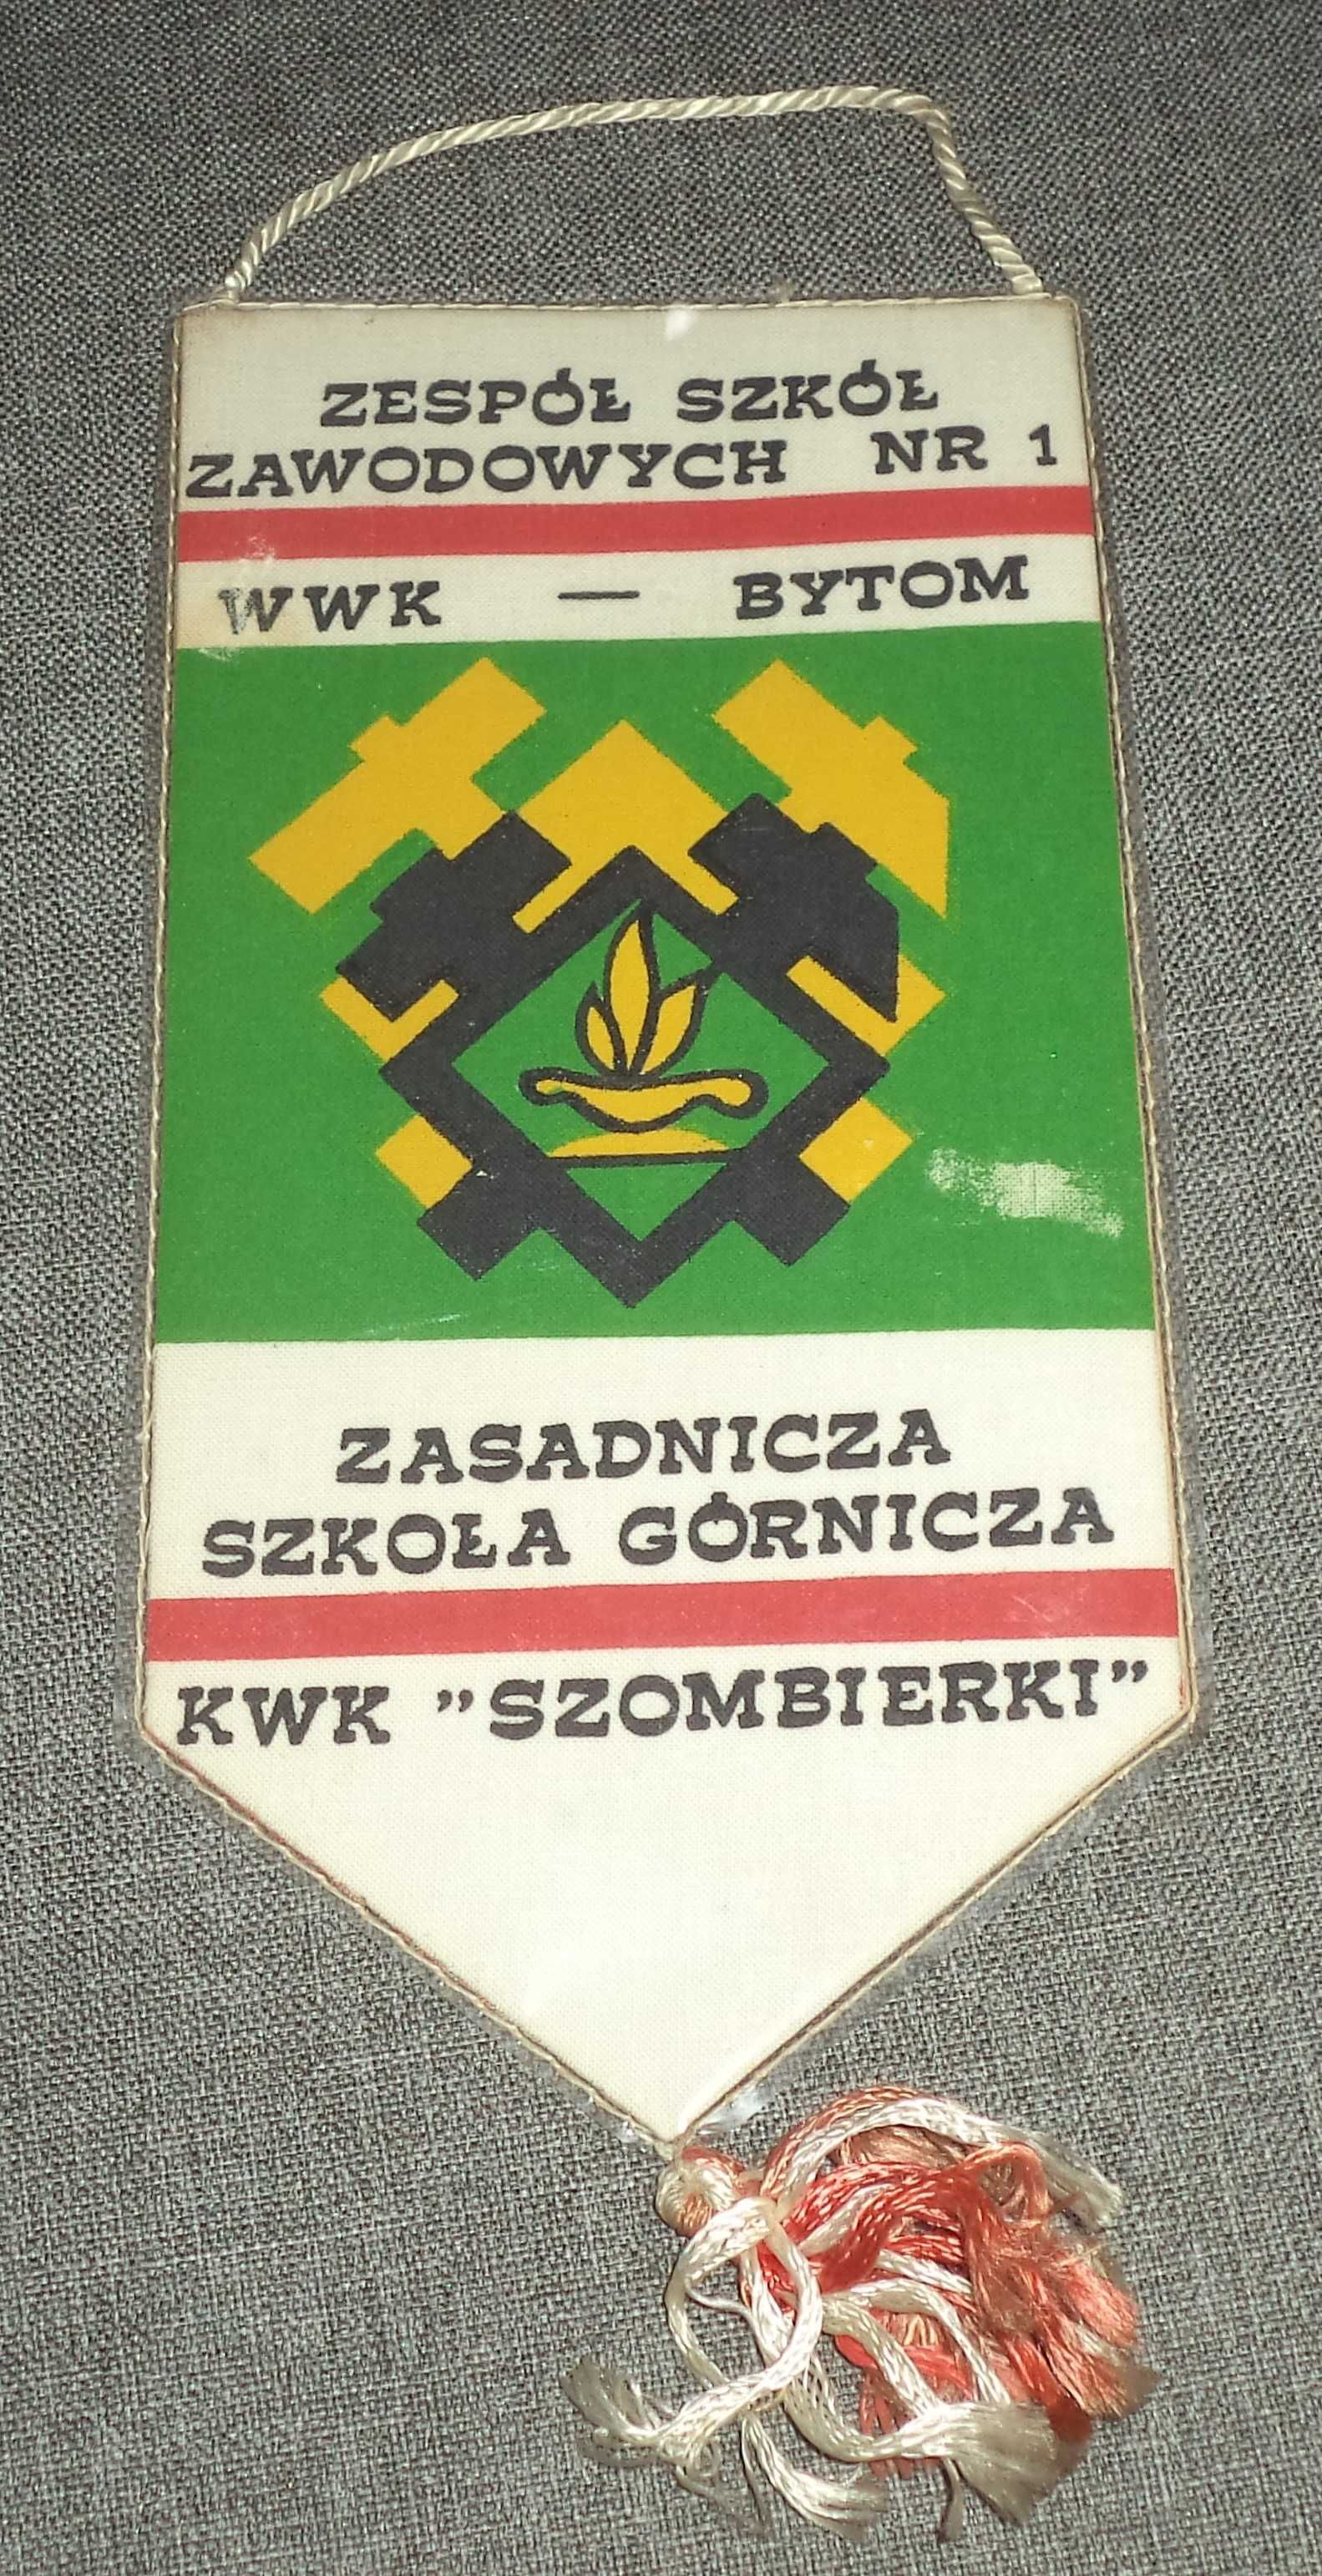 ZESPÓŁ SZKÓŁ
ZAWODOWYCH NR 1
WWK — BYTOM
ZASADNICZA
SZKOŁA GÓRNICZA
KWK "SZOMBIERKI"